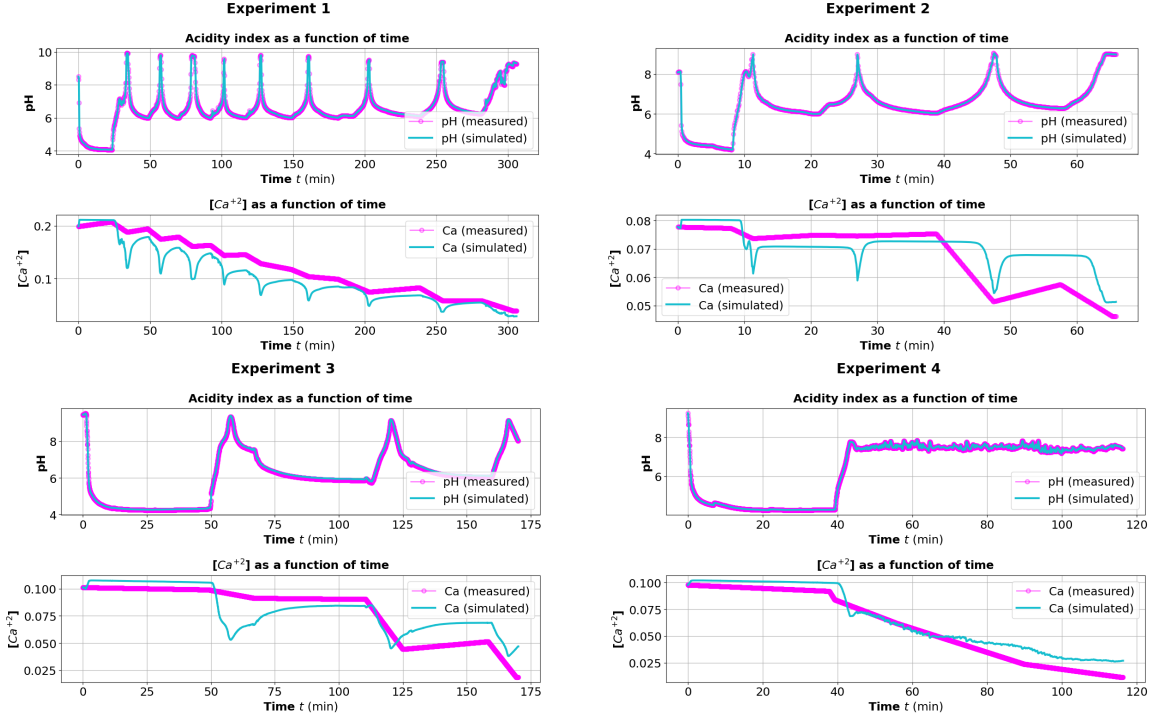 Experiment 1
Acidity index as a function of time
pH
10
8
6
4
pH (measured)
pH (simulated)
0 50 100 150 200 250 300
Time t (min)
[Ca+2] as a function of time
[Ca+2]
0.2
0.1
Ca (measured)
Ca (simulated)
0 50 100 150 200 250 300
Time t (min)
Experiment 2
Acidity index as a function of time
pH
8
6
4
pH (measured)
pH (simulated)
0 10 20 30 40 50 60
Time t (min)
[Ca+2] as a function of time
[Ca+2]
0.08
0.07
0.06
0.05
Ca (measured)
Ca (simulated)
0 10 20 30 40 50 60
Time t (min)
Experiment 3
Acidity index as a function of time
pH
8
6
4
pH (measured)
pH (simulated)
0 25 50 75 100 125 150 175
Time t (min)
[Ca+2] as a function of time
[Ca+2]
0.100
0.075
0.050
0.025
Ca (measured)
Ca (simulated)
0 25 50 75 100 125 150 175
Time t (min)
Experiment 4
Acidity index as a function of time
pH
8
6
pH (measured)
pH (simulated)
0 20 40 60 80 100 120
Time t (min)
[Ca+2] as a function of time
[Ca+2]
0.100
0.075
0.050
0.025
Ca (measured)
Ca (simulated)
0 20 40 60 80 100 120
Time t (min)